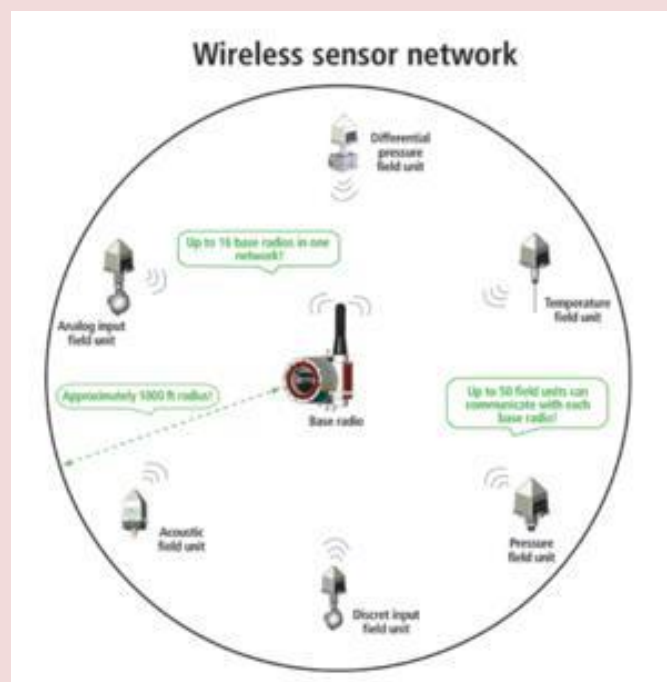 Wireless sensor network
Differential
pressure
field unit
Up to 16 base radios in one
network!
Analog input
field unit
Temperature
field unit
Approximately 1000 ft radius!
Base radio
Up to 50 field units can
communicate with each
base radio!
Acoustic
field unit
Pressure
field unit
Discret input
field unit